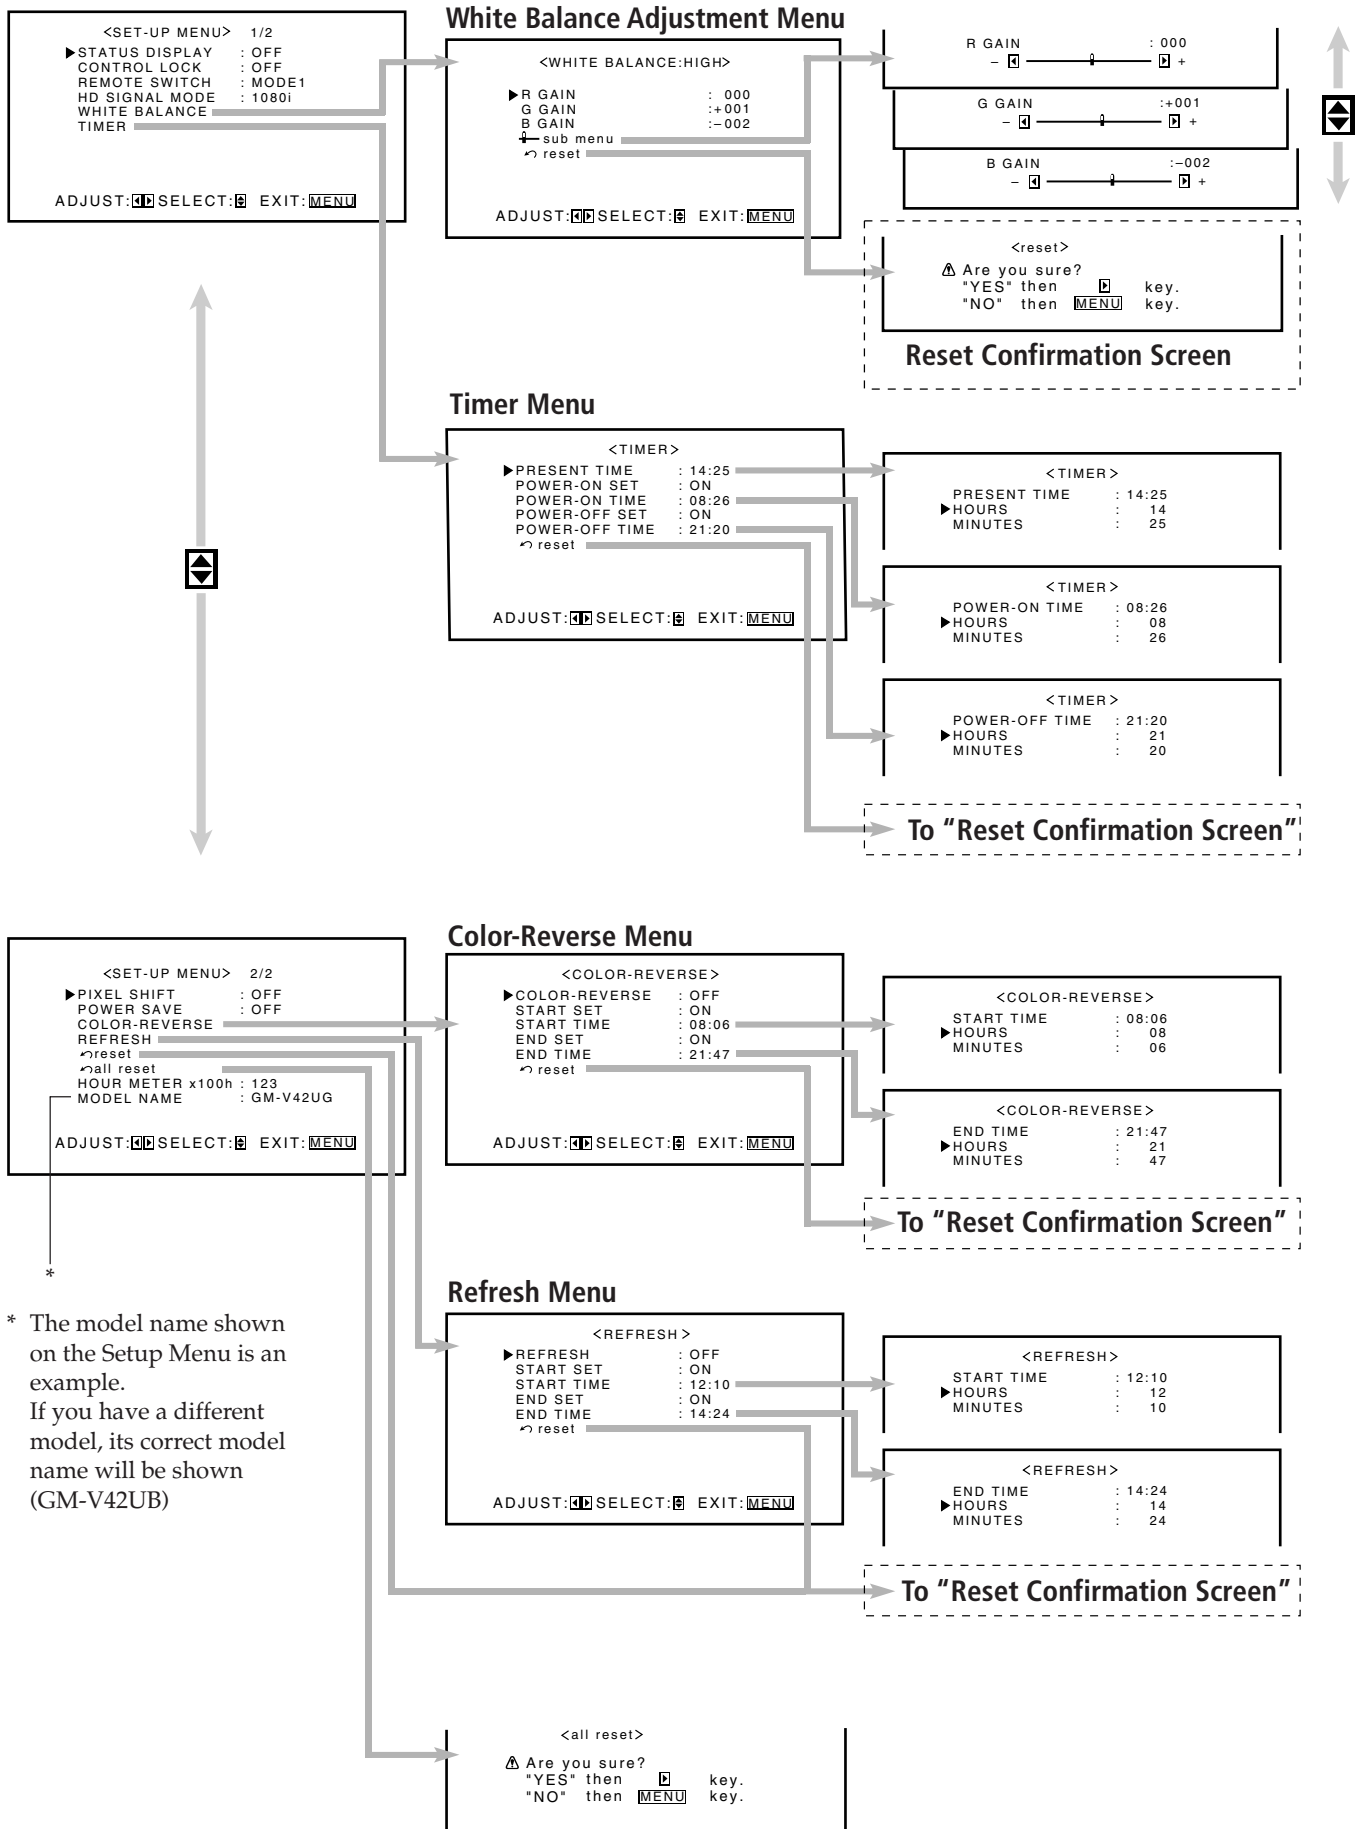 <SET-UP MENU> 1/2
▶STATUS DISPLAY : OFF
CONTROL LOCK : OFF
REMOTE SWITCH : MODE1
HD SIGNAL MODE : 1080i
WHITE BALANCE
TIMER
ADJUST:◀▶ SELECT: EXIT: MENU
White Balance Adjustment Menu
<WHITE BALANCE:HIGH>
▶R GAIN : 000
G GAIN :+001
B GAIN :–002
sub menu
reset
ADJUST:◀▶ SELECT: EXIT: MENU
R GAIN : 000
– ◀ ▶ +
G GAIN :+001
– ◀ ▶ +
B GAIN :–002
– ◀ ▶ +
<reset>
⚠ Are you sure?
"YES" then ▶ key.
"NO" then MENU key.
Reset Confirmation Screen
Timer Menu
<TIMER>
▶PRESENT TIME : 14:25
POWER-ON SET : ON
POWER-ON TIME : 08:26
POWER-OFF SET : ON
POWER-OFF TIME : 21:20
reset
ADJUST:◀▶ SELECT: EXIT: MENU
<TIMER>
PRESENT TIME : 14:25
▶HOURS : 14
MINUTES : 25
<TIMER>
POWER-ON TIME : 08:26
▶HOURS : 08
MINUTES : 26
<TIMER>
POWER-OFF TIME : 21:20
▶HOURS : 21
MINUTES : 20
To “Reset Confirmation Screen”
<SET-UP MENU> 2/2
▶PIXEL SHIFT : OFF
POWER SAVE : OFF
COLOR-REVERSE
REFRESH
reset
all reset
HOUR METER x100h : 123
MODEL NAME : GM-V42UG
ADJUST:◀▶ SELECT: EXIT: MENU
*
* The model name shown
on the Setup Menu is an
example.
If you have a different
model, its correct model
name will be shown
(GM-V42UB)
Color-Reverse Menu
<COLOR-REVERSE>
▶COLOR-REVERSE : OFF
START SET : ON
START TIME : 08:06
END SET : ON
END TIME : 21:47
reset
ADJUST:◀▶ SELECT: EXIT: MENU
<COLOR-REVERSE>
START TIME : 08:06
▶HOURS : 08
MINUTES : 06
<COLOR-REVERSE>
END TIME : 21:47
▶HOURS : 21
MINUTES : 47
To “Reset Confirmation Screen”
Refresh Menu
<REFRESH>
▶REFRESH : OFF
START SET : ON
START TIME : 12:10
END SET : ON
END TIME : 14:24
reset
ADJUST:◀▶ SELECT: EXIT: MENU
<REFRESH>
START TIME : 12:10
▶HOURS : 12
MINUTES : 10
<REFRESH>
END TIME : 14:24
▶HOURS : 14
MINUTES : 24
To “Reset Confirmation Screen”
<all reset>
⚠ Are you sure?
"YES" then ▶ key.
"NO" then MENU key.